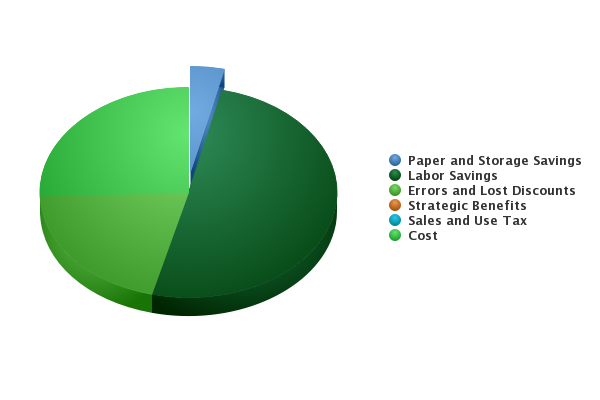 Paper and Storage Savings
Labor Savings
Errors and Lost Discounts
Strategic Benefits
Sales and Use Tax
Cost